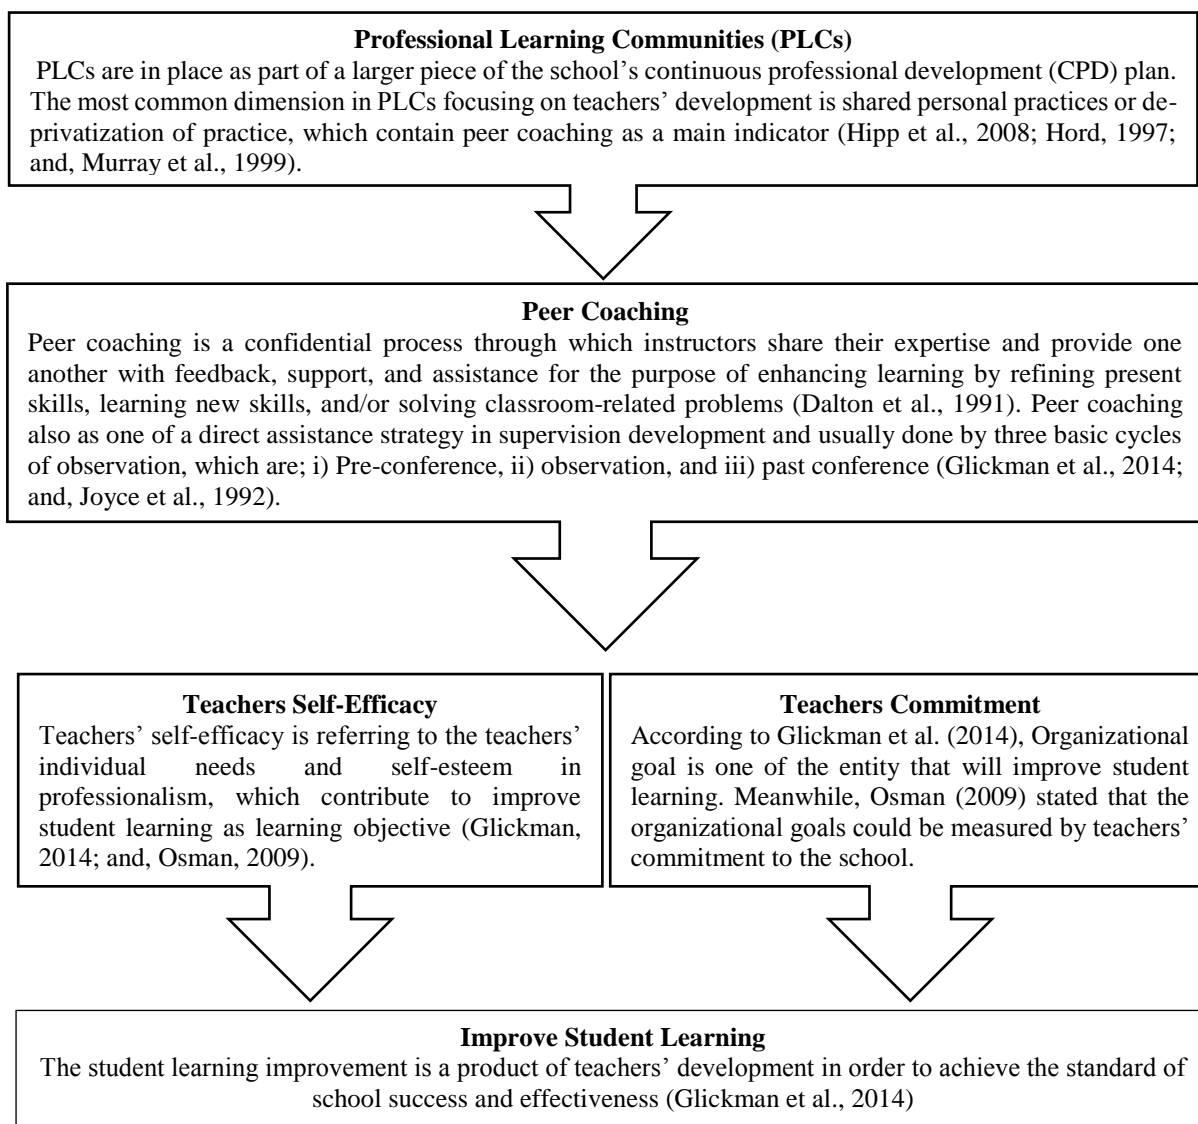 Professional Learning Communities (PLCs)
PLCs are in place as part of a larger piece of the school's continuous professional development (CPD) plan.
The most common dimension in PLCs focusing on teachers' development is shared personal practices or de-
privatization of practice, which contain peer coaching as a main indicator (Hipp et al., 2008; Hord, 1997;
and, Murray et al., 1999).
Peer Coaching
Peer coaching is a confidential process through which instructors share their expertise and provide one
another with feedback, support, and assistance for the purpose of enhancing learning by refining present
skills, learning new skills, and/or solving classroom-related problems (Dalton et al., 1991). Peer coaching
also as one of a direct assistance strategy in supervision development and usually done by three basic cycles
of observation, which are; i) Pre-conference, ii) observation, and iii) past conference (Glickman et al., 2014;
and, Joyce et al., 1992).
Teachers Self-Efficacy
Teachers' self-efficacy is referring to the teachers'
individual needs and self-esteem in
professionalism, which contribute to improve
student learning as learning objective (Glickman,
2014; and, Osman, 2009).
Teachers Commitment
According to Glickman et al. (2014), Organizational
goal is one of the entity that will improve student
learning. Meanwhile, Osman (2009) stated that the
organizational goals could be measured by teachers'
commitment to the school.
Improve Student Learning
The student learning improvement is a product of teachers' development in order to achieve the standard of
school success and effectiveness (Glickman et al., 2014)